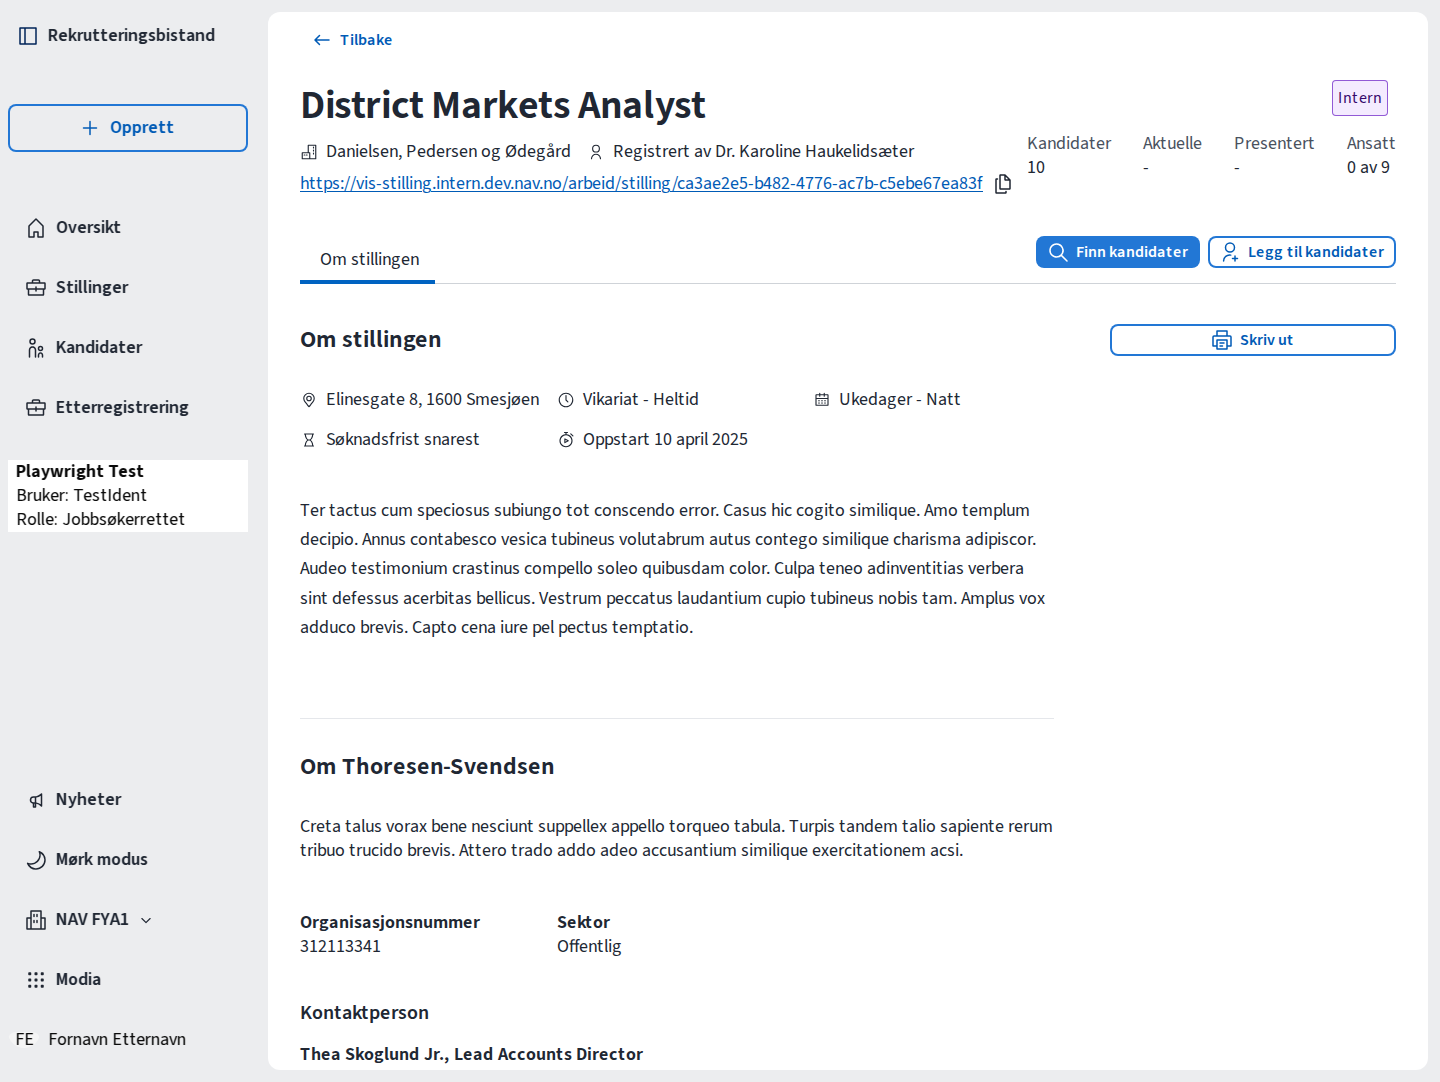 Rekrutteringsbistand
Opprett
Oversikt
Stillinger
Kandidater
Etterregistrering
Playwright Test
Bruker: TestIdent
Rolle: Jobbsøkerrettet
Nyheter
Mørk modus
NAV FYA1
Modia
FE Fornavn Etternavn
Tilbake
District Markets Analyst
Intern
Danielsen, Pedersen og Ødegård Registrert av Dr. Karoline Haukelidsæter
https://vis-stilling.intern.dev.nav.no/arbeid/stilling/ca3ae2e5-b482-4776-ac7b-c5ebe67ea83f
Kandidater Aktuelle Presentert Ansatt
10 - - 0 av 9
Om stillingen
Finn kandidater Legg til kandidater
Om stillingen
Skriv ut
Elinesgate 8, 1600 Smesjøen Vikariat - Heltid Ukedager - Natt
Søknadsfrist snarest Oppstart 10 april 2025
Ter tactus cum speciosus subiungo tot conscendo error. Casus hic cogito similique. Amo templum
decipio. Annus contabesco vesica tubineus volutabrum autus contego similique charisma adipiscor.
Audeo testimonium crastinus compello soleo quibusdam color. Culpa teneo adinventitias verbera
sint defessus acerbitas bellicus. Vestrum peccatus laudantium cupio tubineus nobis tam. Amplus vox
adduco brevis. Capto cena iure pel pectus temptatio.
Om Thoresen-Svendsen
Creta talus vorax bene nesciunt suppellex appello torqueo tabula. Turpis tandem talio sapiente rerum
tribuo trucido brevis. Attero trado addo adeo accusantium similique exercitationem acsi.
Organisasjonsnummer Sektor
312113341 Offentlig
Kontaktperson
Thea Skoglund Jr., Lead Accounts Director